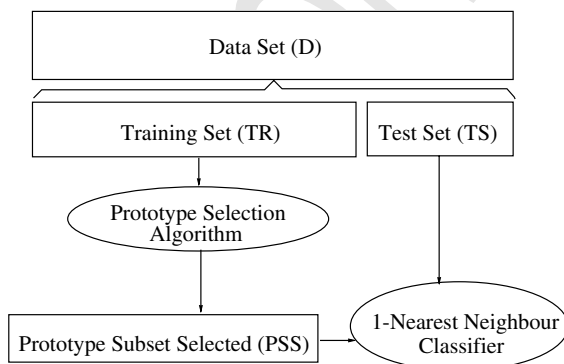 Data Set (D)
Training Set (TR)
Test Set (TS)
Prototype Selection
Algorithm
Prototype Subset Selected (PSS)
1-Nearest Neighbour
Classifier